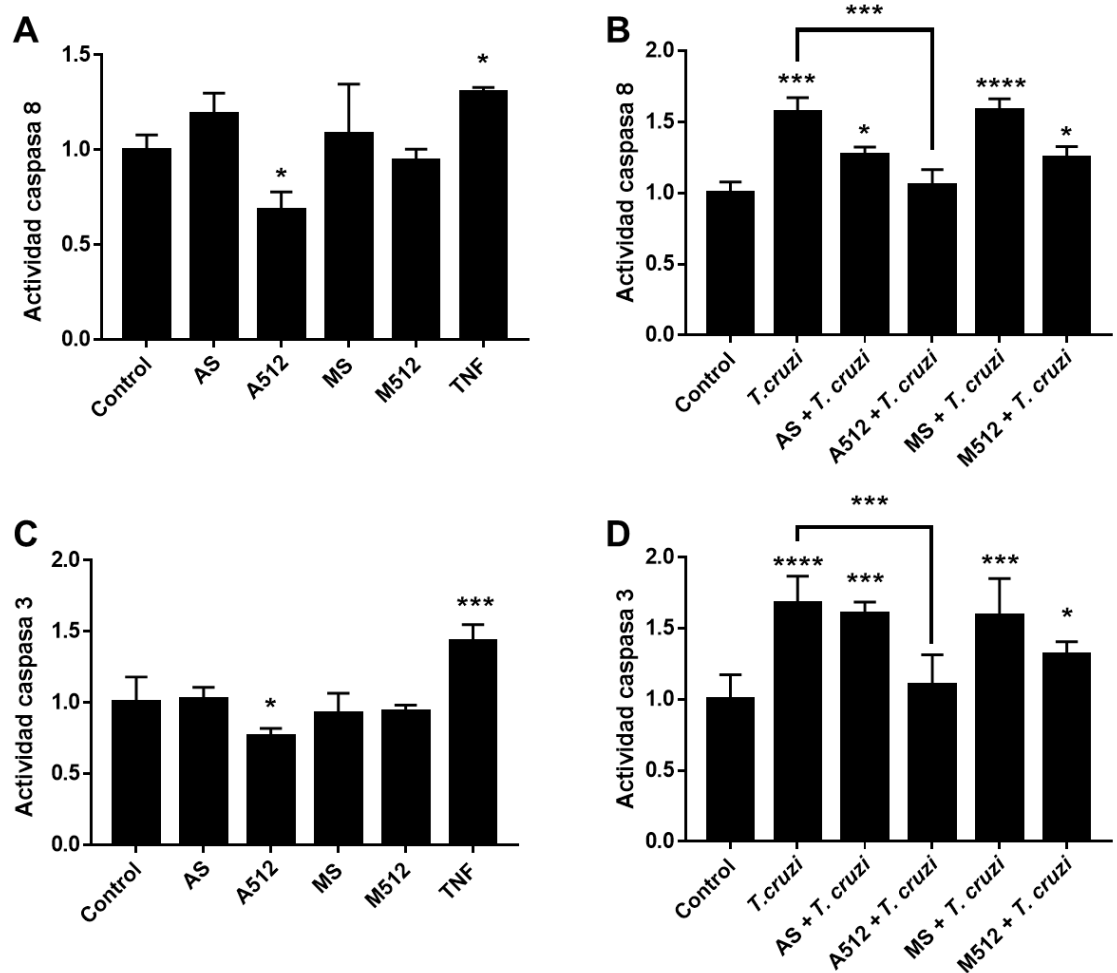 A
Actividad caspasa 8
1.5
1.0
0.5
0.0
*
*
Control
AS
A512
MS
M512
TNF
B
Actividad caspasa 8
2.0
1.5
1.0
0.5
0.0
***
***
*
****
*
Control
T.cruzi
AS + T. cruzi
A512 + T. cruzi
MS + T. cruzi
M512 + T. cruzi
C
Actividad caspasa 3
2.0
1.5
1.0
0.5
0.0
*
***
Control
AS
A512
MS
M512
TNF
D
Actividad caspasa 3
2.0
1.5
1.0
0.5
0.0
***
****
***
***
*
Control
T.cruzi
AS + T. cruzi
A512 + T. cruzi
MS + T. cruzi
M512 + T. cruzi